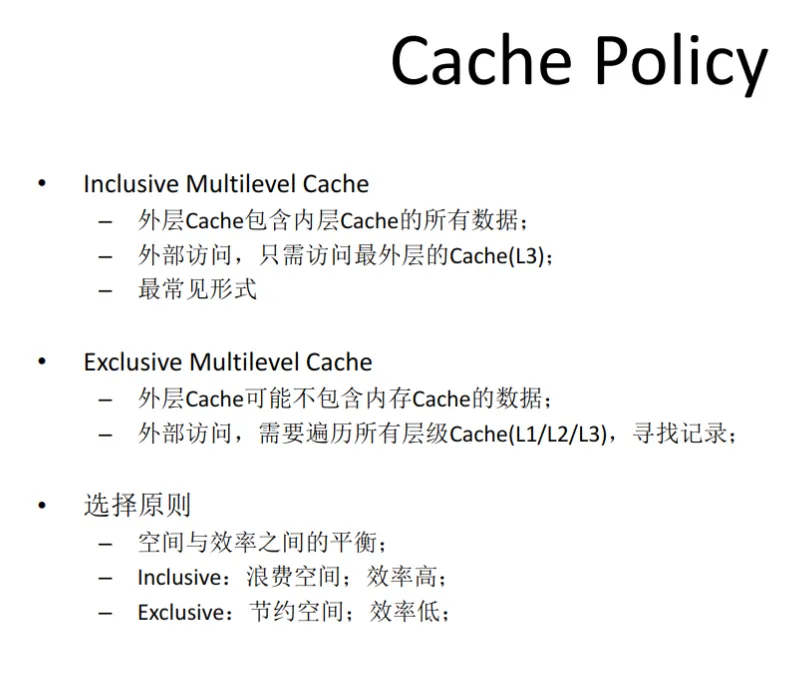 Cache Policy
• Inclusive Multilevel Cache
– 外层Cache包含内层Cache的所有数据；
– 外部访问，只需访问最外层的Cache(L3)；
– 最常见形式
• Exclusive Multilevel Cache
– 外层Cache可能不包含内存Cache的数据；
– 外部访问，需要遍历所有层级Cache(L1/L2/L3)，寻找记录；
• 选择原则
– 空间与效率之间的平衡；
– Inclusive：浪费空间；效率高；
– Exclusive：节约空间；效率低；